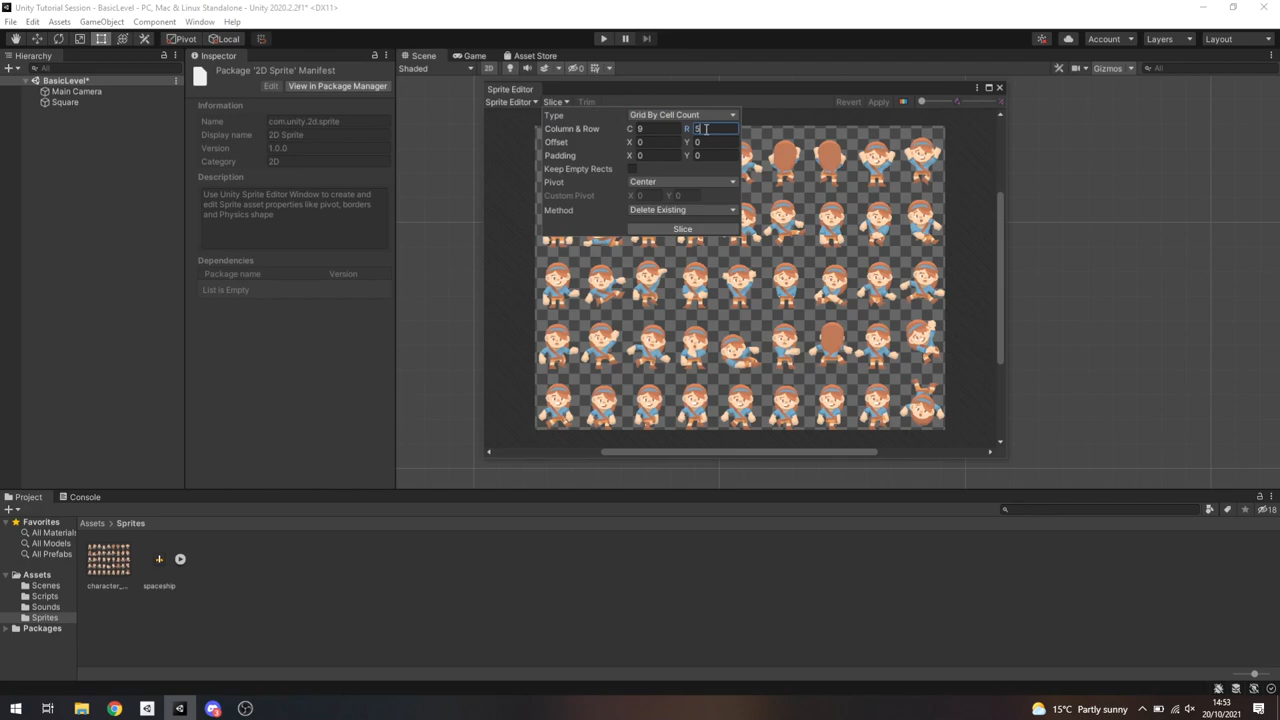 Unity Tutorial Session - BasicLevel - PC, Mac & Linux Standalone - Unity 2020.2.2f1* <DX11>
File Edit Assets GameObject Component Window Help
Pivot Local Account Layers Layout
Hierarchy Inspector Scene Game Asset Store
All
Shaded 2D 0 Gizmos All
BasicLevel*
Main Camera
Square
Package '2D Sprite' Manifest
Edit View in Package Manager
Information
Name com.unity.2d.sprite
Display name 2D Sprite
Version 1.0.0
Category 2D
Description
Use Unity Sprite Editor Window to create and
edit Sprite asset properties like pivot, borders
and Physics shape
Dependencies
Package name Version
List is Empty
Sprite Editor
Sprite Editor Slice Trim Revert Apply
Type Grid By Cell Count
Column & Row C 9 R 5
Offset X 0 Y 0
Padding X 0 Y 0
Keep Empty Rects
Pivot Center
Custom Pivot X 0 Y 0
Method Delete Existing
Slice
Project Console
18
Favorites
All Materials
All Models
All Prefabs
Assets
Scenes
Scripts
Sounds
Sprites
Packages
Assets Sprites
character_... spaceship
15°C Partly sunny
14:53
20/10/2021